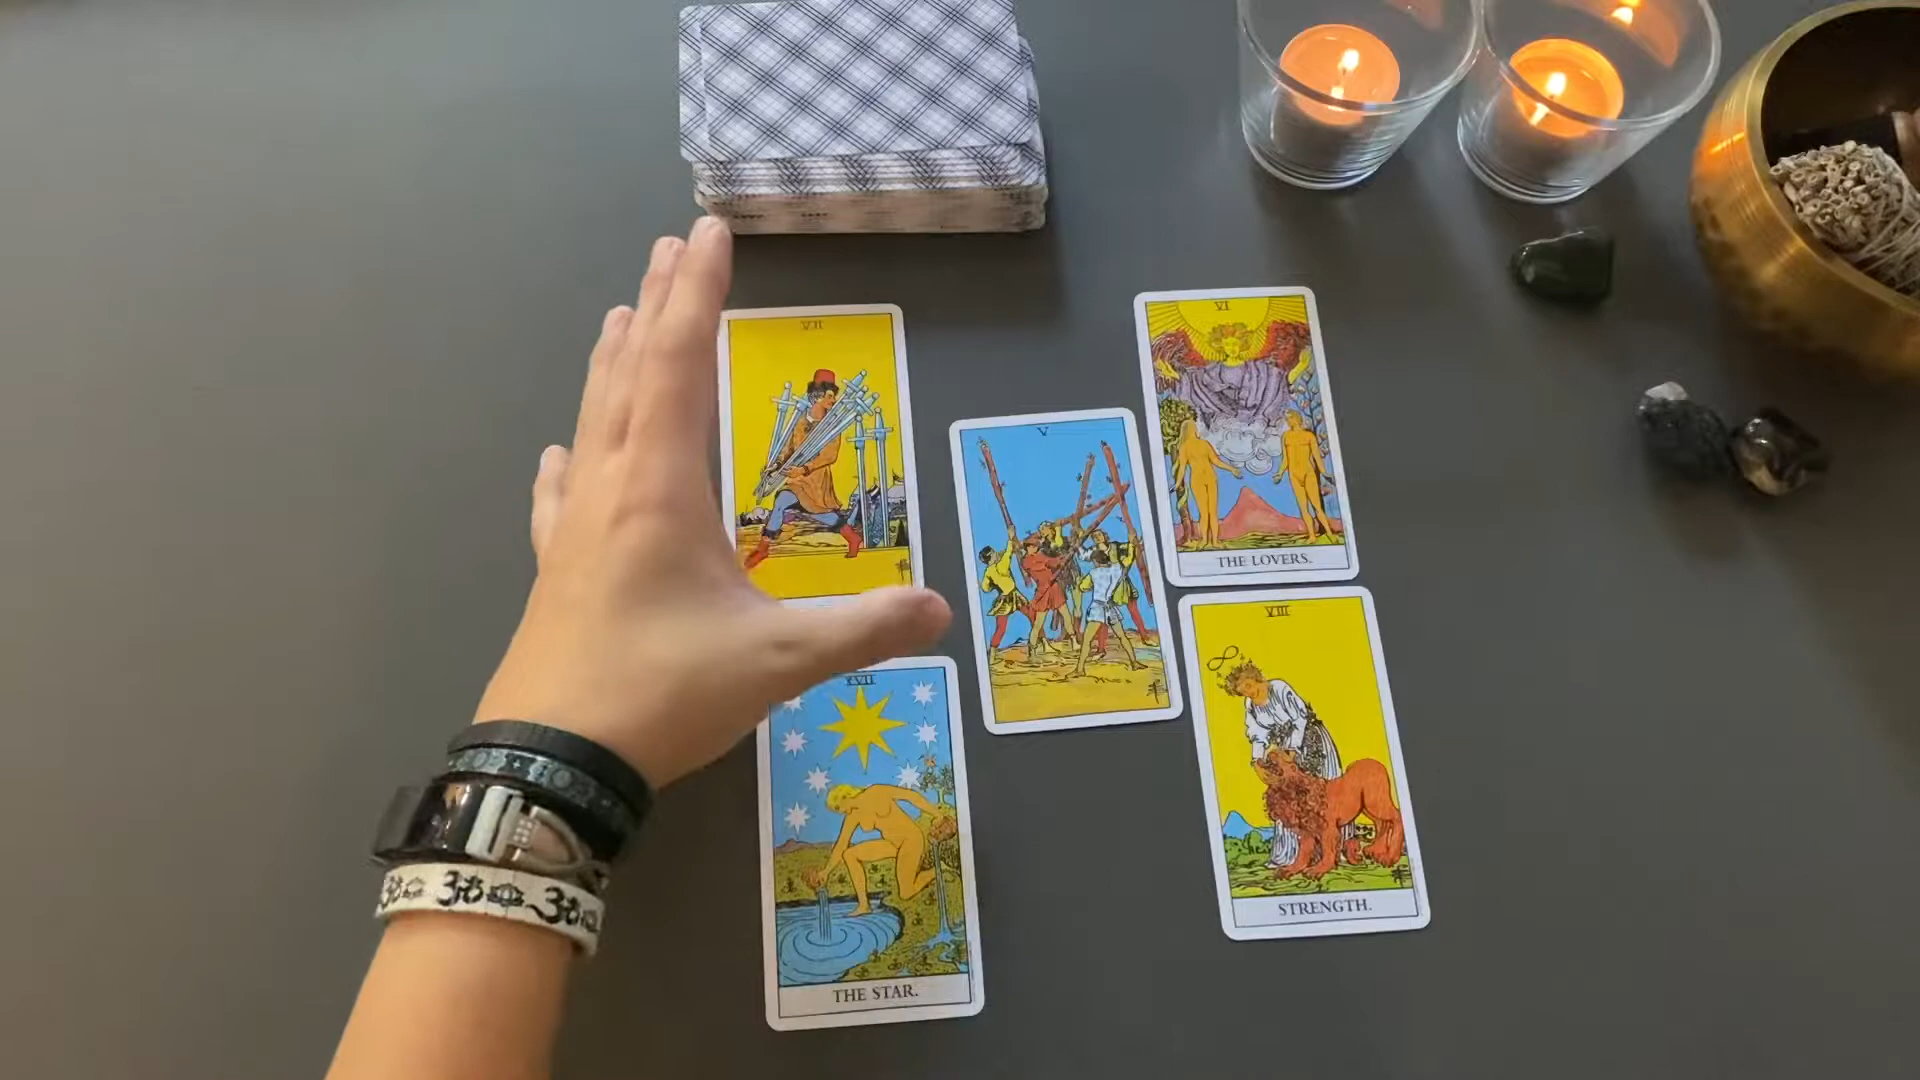 VII
VI
V
THE LOVERS.
VIII
XVII
STRENGTH.
THE STAR.
ॐ ॐ ॐ